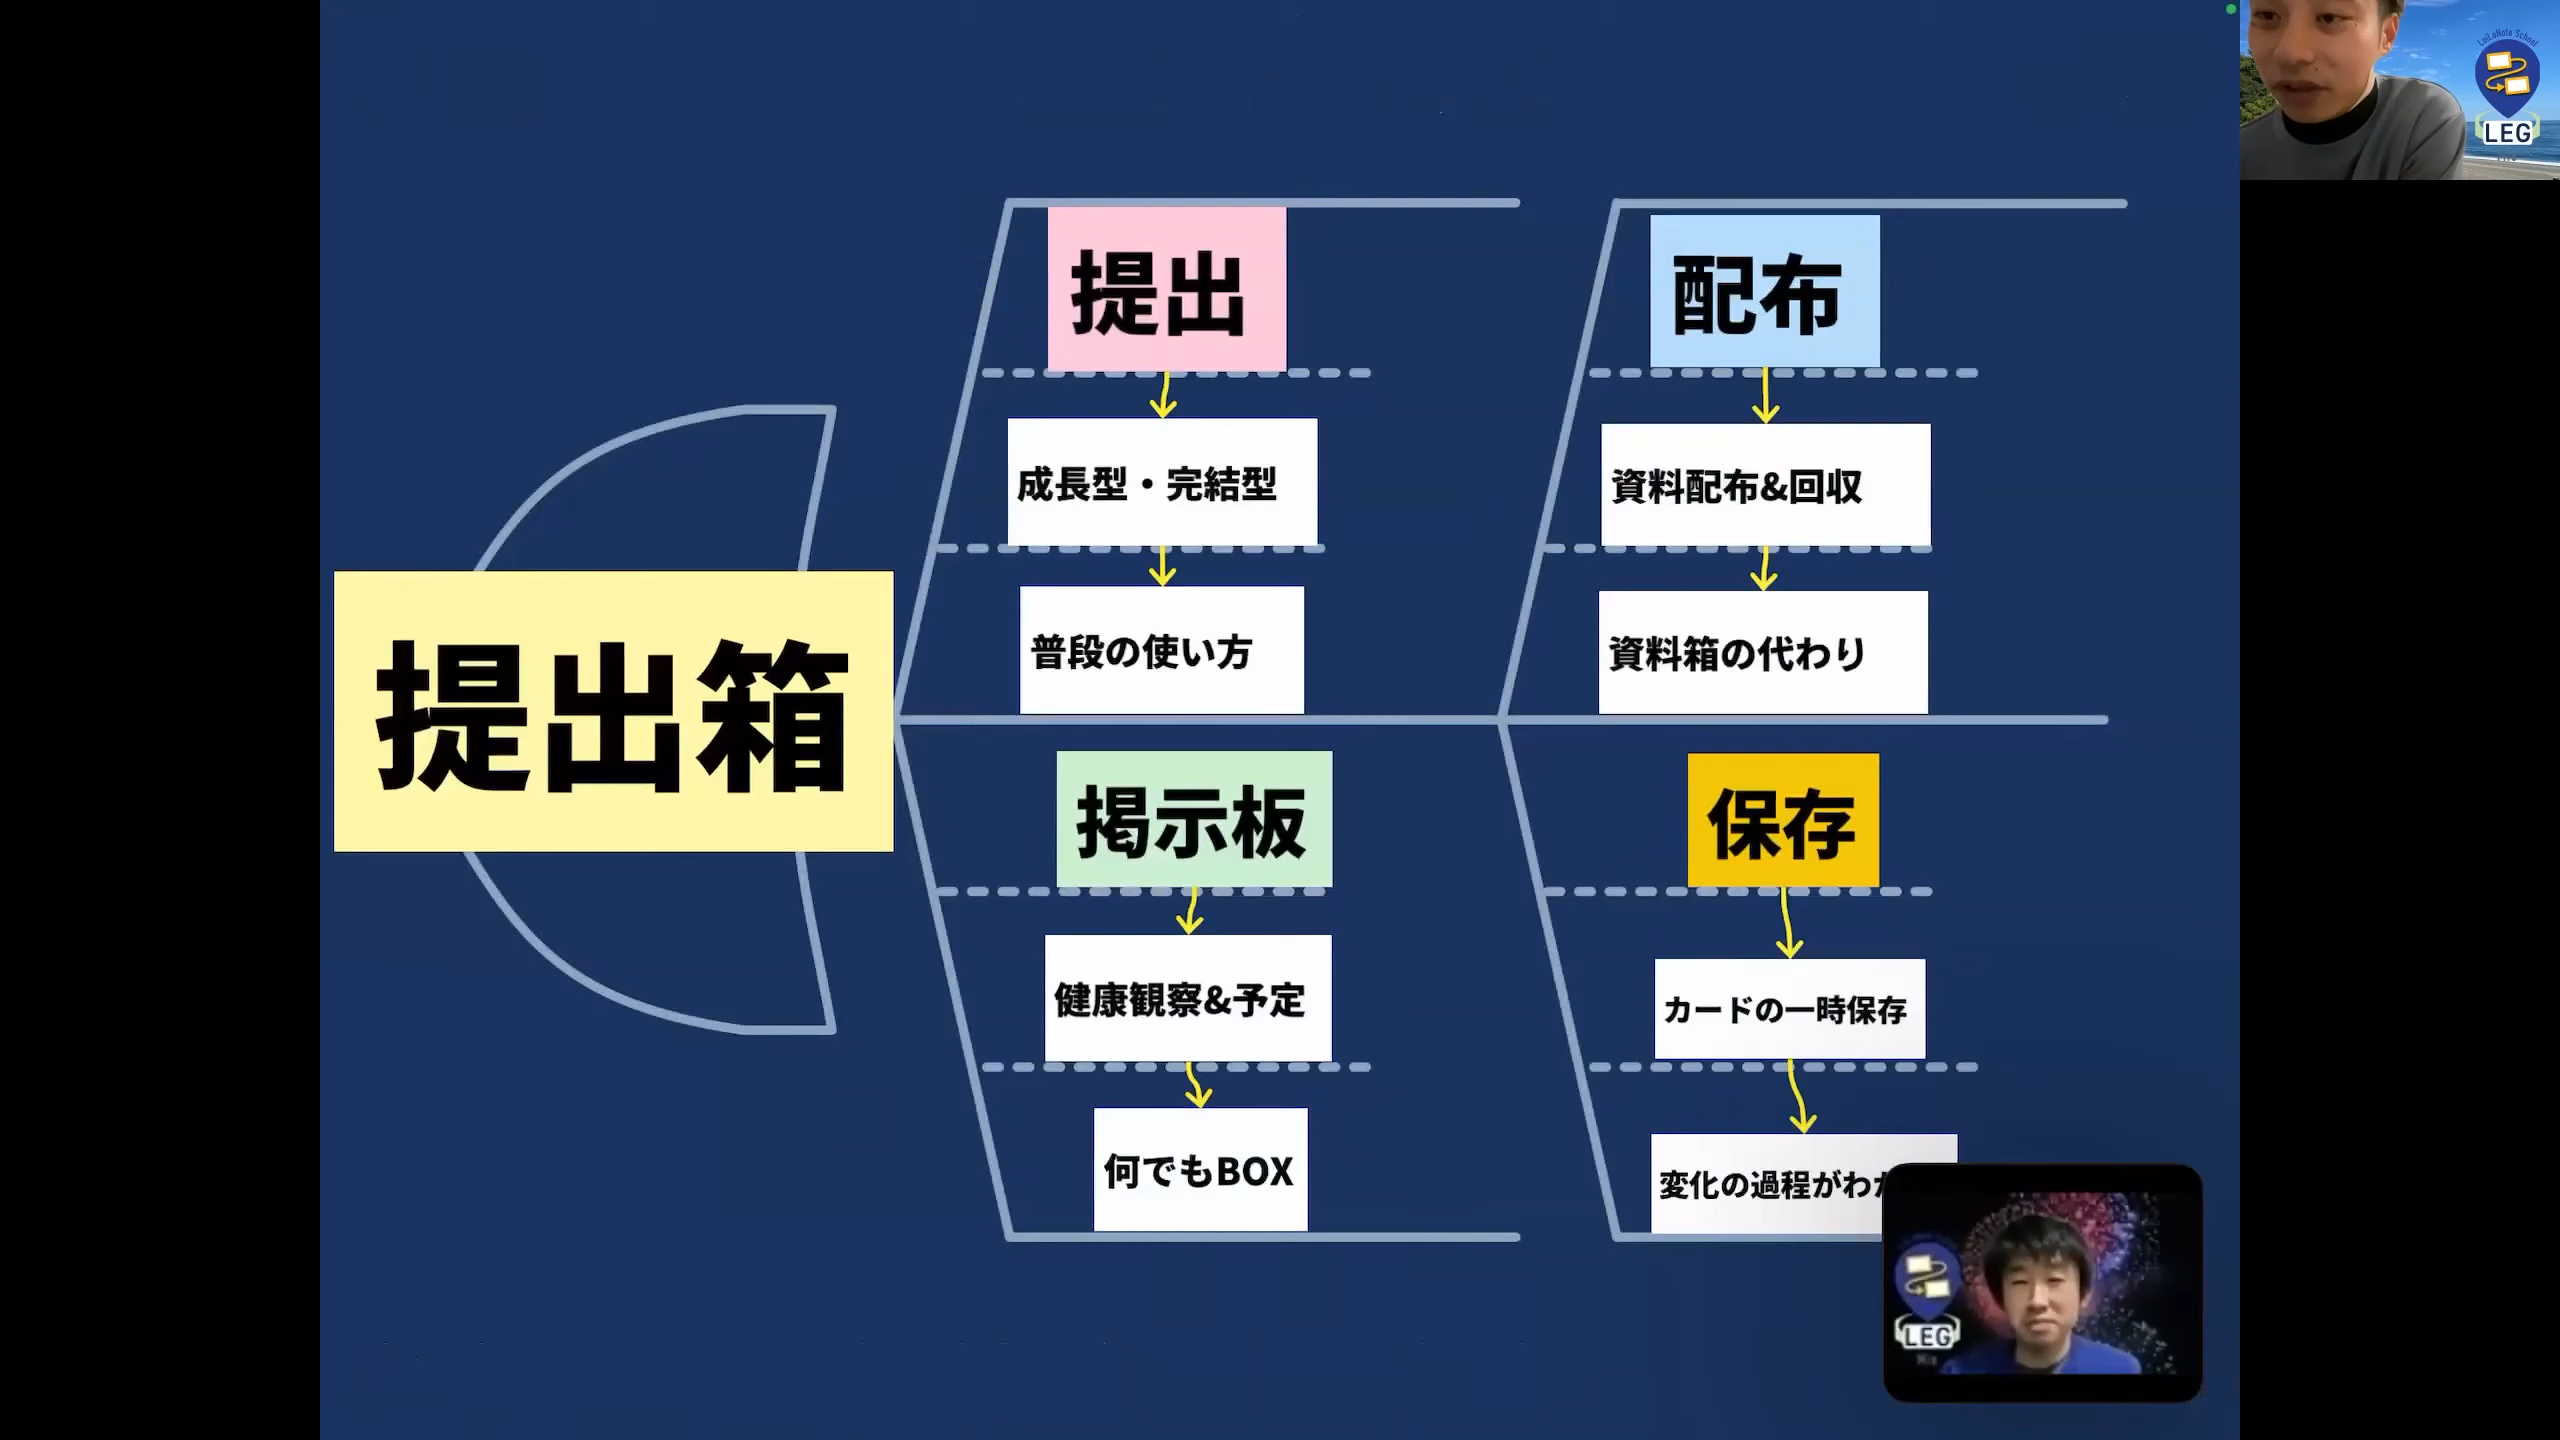 提出箱
提出
成長型・完結型
普段の使い方
配布
資料配布&回収
資料箱の代わり
掲示板
健康観察&予定
何でもBOX
保存
カードの一時保存
変化の過程がわ
LoiLoNote School
LEG
LEG